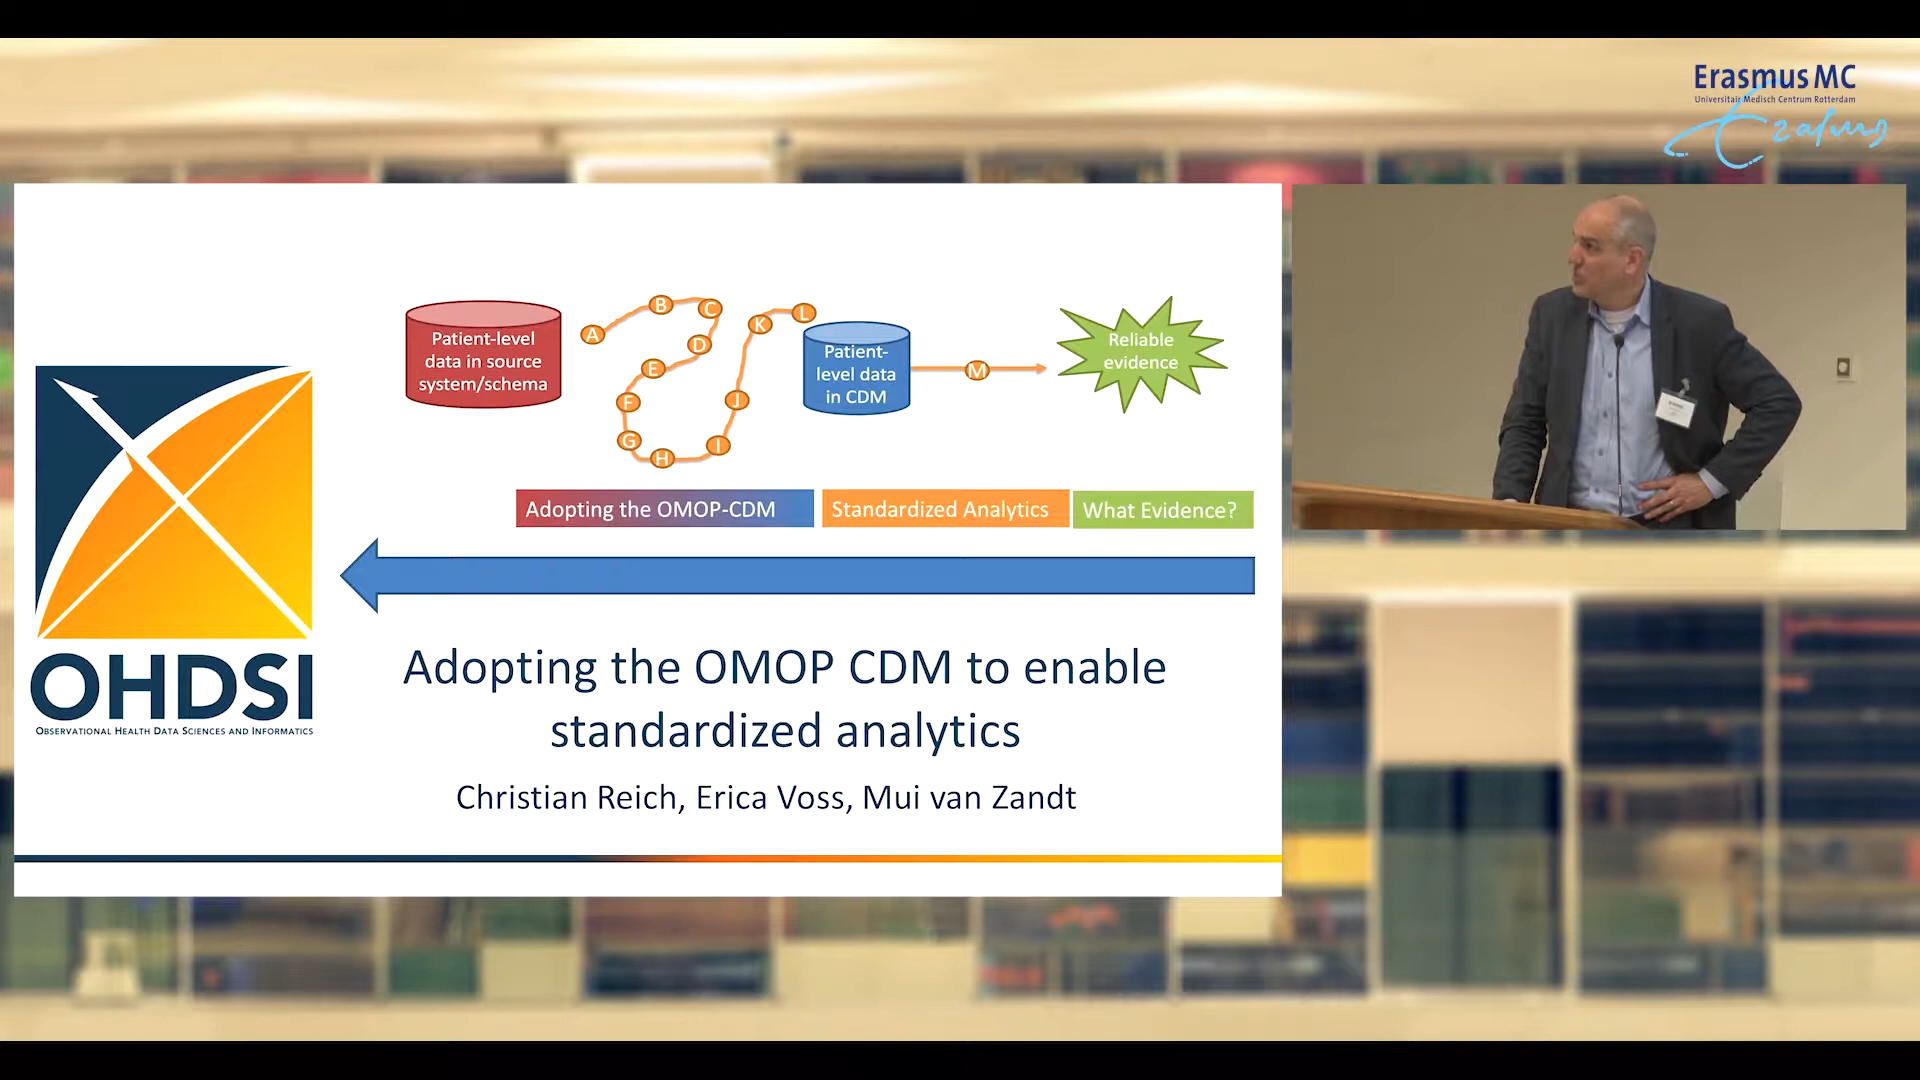 Erasmus MC
Universitair Medisch Centrum Rotterdam
Erasmus
Patient-level
data in source
system/schema
A
B
C
D
E
F
G
H
I
J
K
L
Patient-
level data
in CDM
M
Reliable
evidence
Adopting the OMOP-CDM
Standardized Analytics
What Evidence?
OHDSI
OBSERVATIONAL HEALTH DATA SCIENCES AND INFORMATICS
Adopting the OMOP CDM to enable
standardized analytics
Christian Reich, Erica Voss, Mui van Zandt